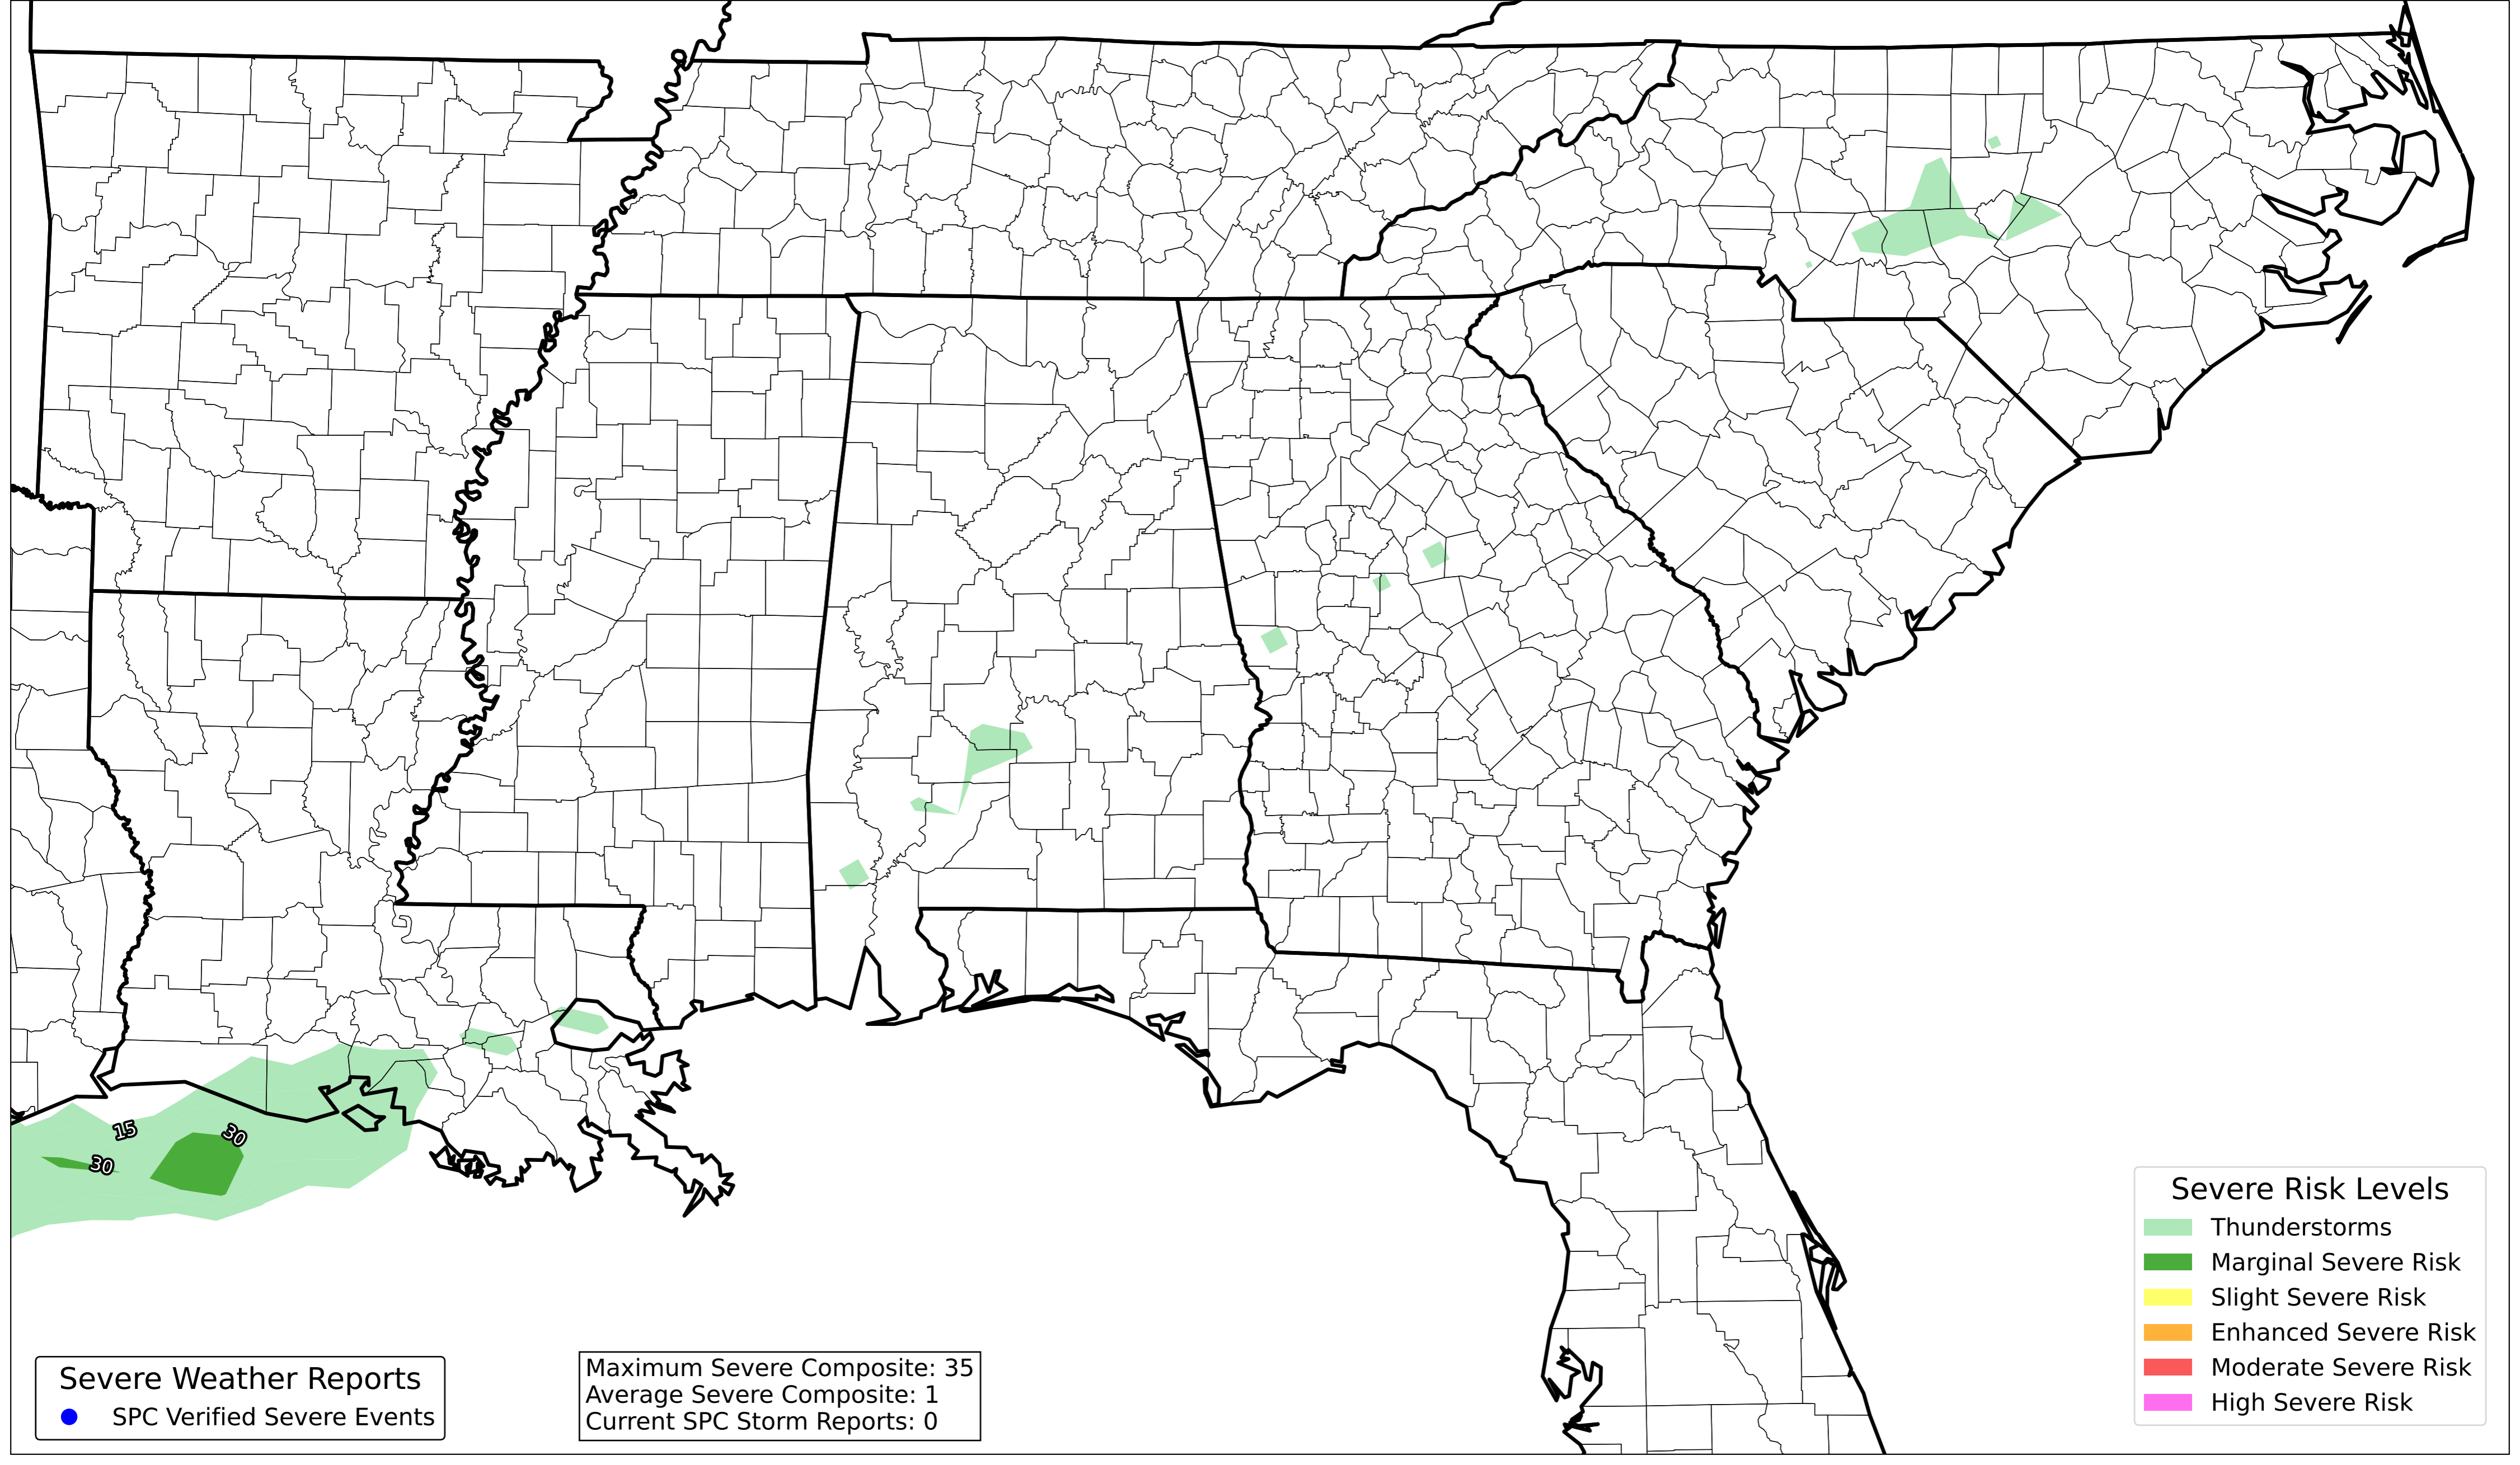 15
30
30
Severe Risk Levels
Thunderstorms
Marginal Severe Risk
Slight Severe Risk
Enhanced Severe Risk
Moderate Severe Risk
High Severe Risk
Severe Weather Reports
SPC Verified Severe Events
Maximum Severe Composite: 35
Average Severe Composite: 1
Current SPC Storm Reports: 0